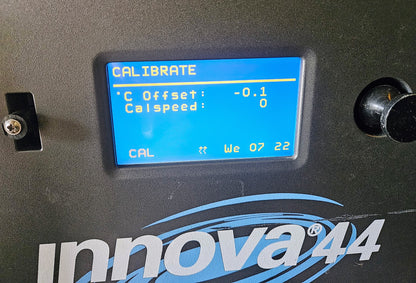 CALIBRATE
°C Offset: -0.1
Calspeed: 0
CAL We 07 22
innova®44